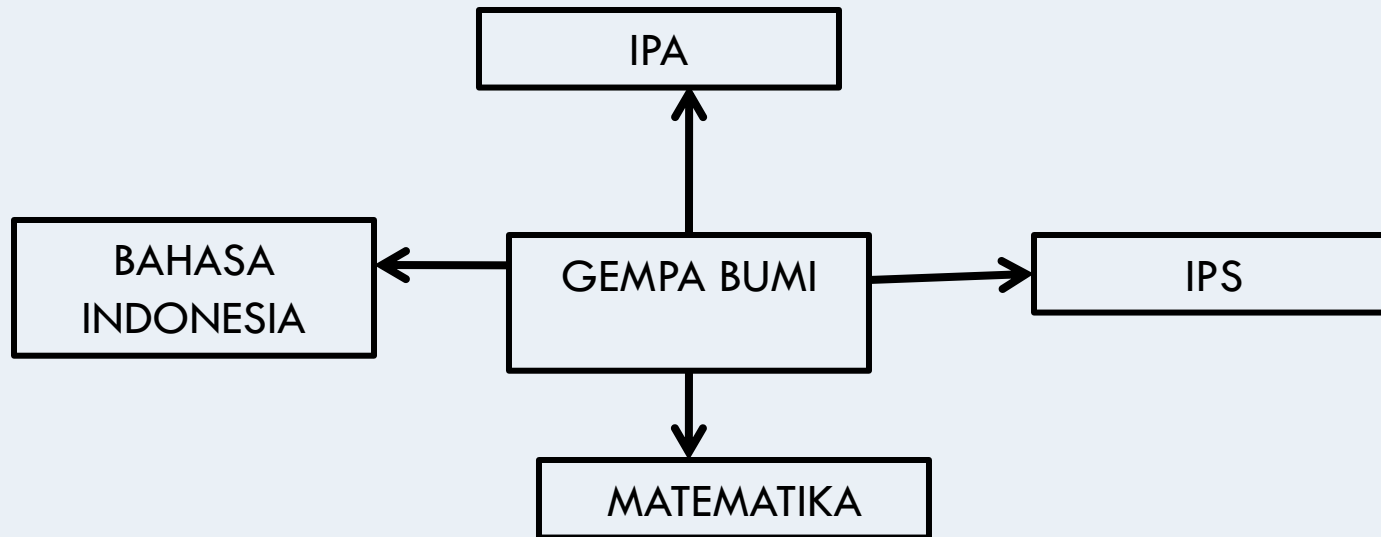 IPA
BAHASA
INDONESIA
GEMPA BUMI
IPS
MATEMATIKA